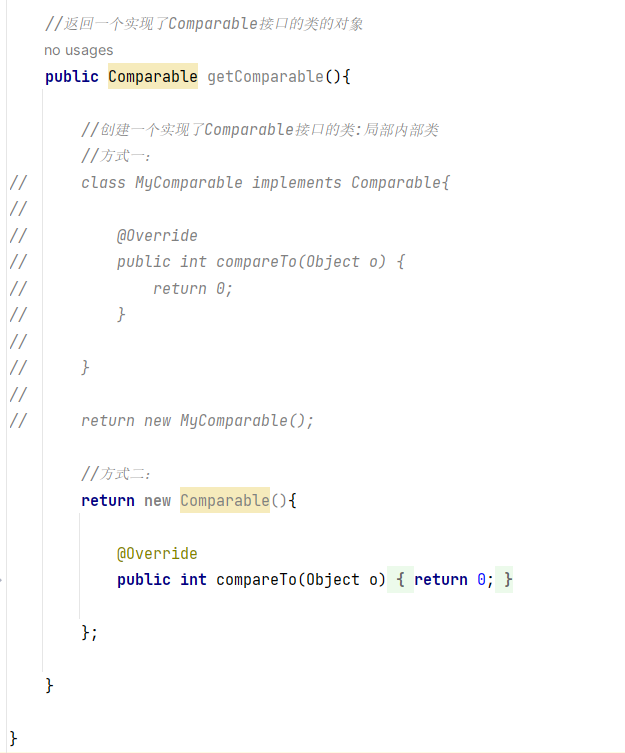 //返回一个实现了Comparable接口的类的对象
no usages
public Comparable getComparable(){
//创建一个实现了Comparable接口的类:局部内部类
//方式一:
// class MyComparable implements Comparable{
//
// @Override
// public int compareTo(Object o) {
// return 0;
// }
//
// }
//
// return new MyComparable();
//方式二:
return new Comparable(){
@Override
public int compareTo(Object o) { return 0; }
};
}
}